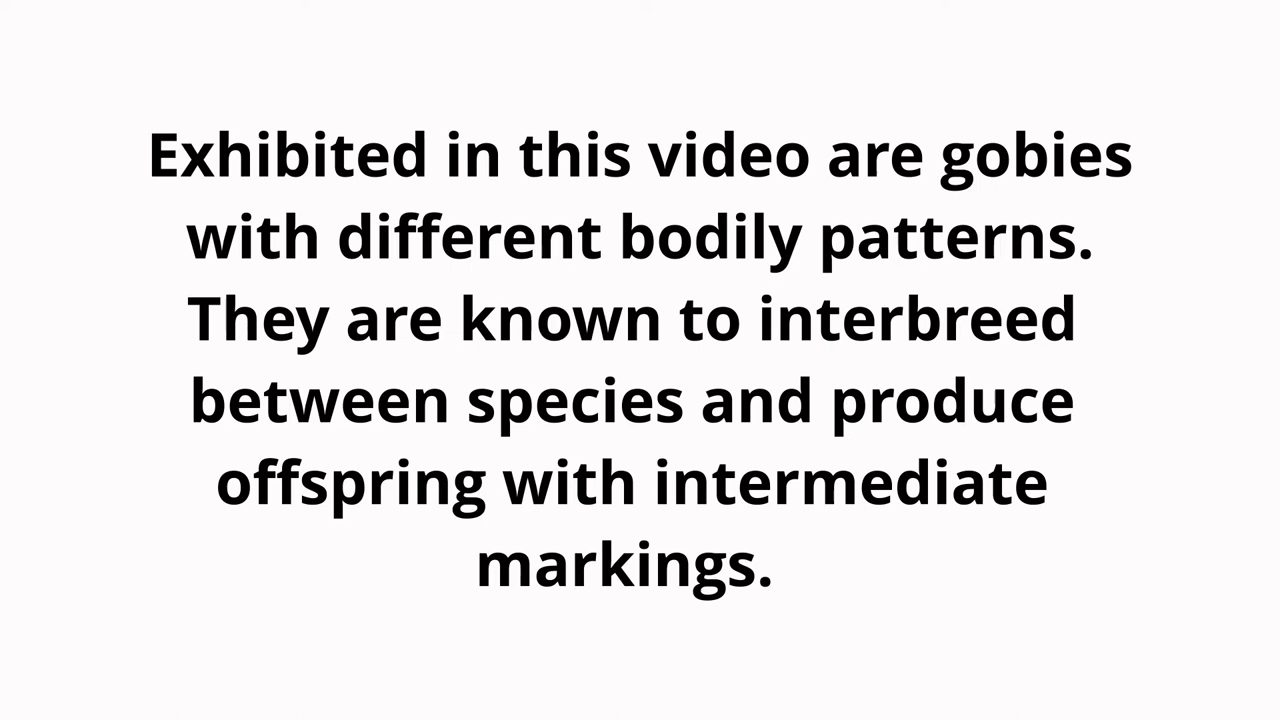 Exhibited in this video are gobies
with different bodily patterns.
They are known to interbreed
between species and produce
offspring with intermediate
markings.